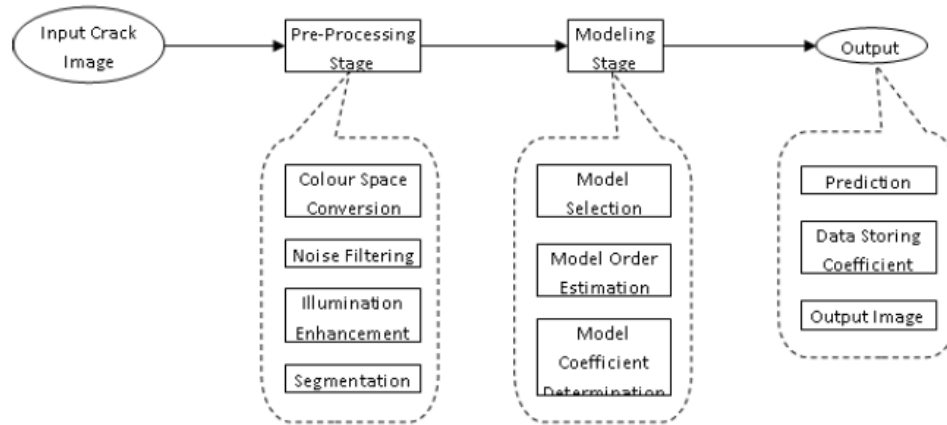 Input Crack
Image
Pre-Processing
Stage
Modeling
Stage
Output
Colour Space
Conversion
Noise Filtering
Illumination
Enhancement
Segmentation
Model
Selection
Model Order
Estimation
Model
Coefficient
Determination
Prediction
Data Storing
Coefficient
Output Image